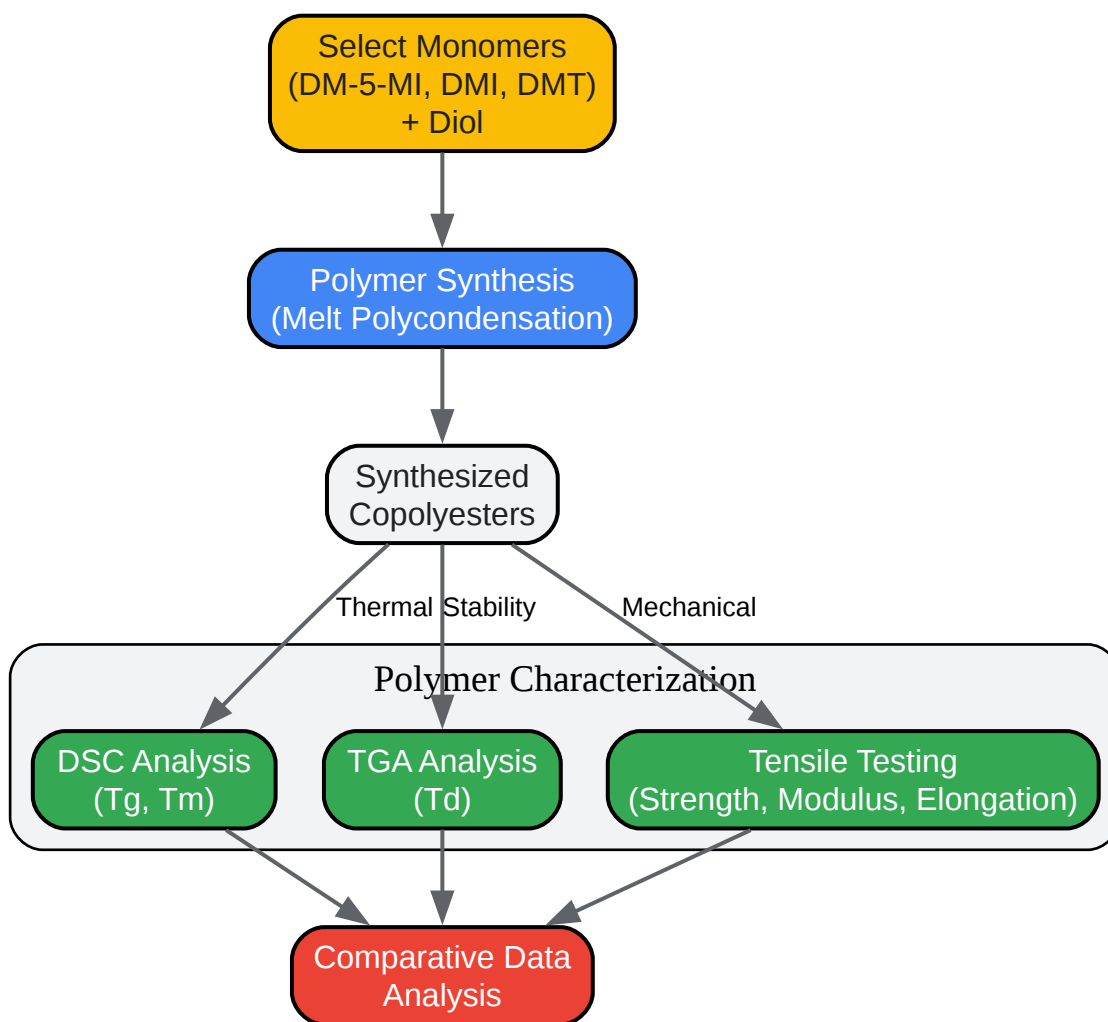 Select Monomers
(DM-5-MI, DMI, DMT)
+ Diol
Polymer Synthesis
(Melt Polycondensation)
Synthesized
Copolyesters
Thermal
Stability
Mechanical
Polymer Characterization
DSC Analysis
(Tg, Tm)
TGA Analysis
(Td)
Tensile Testing
(Strength, Modulus, Elongation)
Comparative Data
Analysis